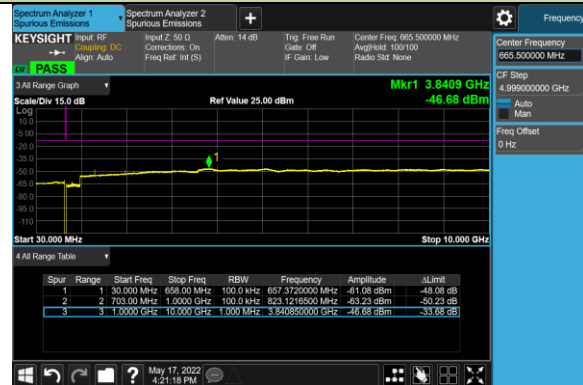 Spectrum Analyzer 1
Spurious Emissions
Spectrum Analyzer 2
Spurious Emissions
Frequency
KEYSIGHT
Input: RF
Coupling: DC
Align: Auto
Input Z: 50 Ω
Corrections: On
Freq Ref: Int (S)
Atten: 14 dB
Trig: Free Run
Gate: Off
IF Gain: Low
Center Freq: 665.500000 MHz
Avg|Hold: 100/100
Radio Std: None
PASS
Center Frequency
665.500000 MHz
CF Step
4.999000000 GHz
Auto
Man
Freq Offset
0 Hz
3 All Range Graph
Mkr1 3.8409 GHz
Scale/Div 15.0 dB
Ref Value 25.00 dBm
-46.68 dBm
Log
10.0
-5.00
-20.0
-35.0
-50.0
-65.0
-80.0
-95.0
-110
1
Start 30.000 MHz
Stop 10.000 GHz
4 All Range Table
Spur Range Start Freq Stop Freq RBW Frequency Amplitude ΔLimit
1 1 30.000 MHz 658.00 MHz 100.0 kHz 657.3720000 MHz -61.08 dBm -48.08 dB
2 2 703.00 MHz 1.0000 GHz 100.0 kHz 823.1216500 MHz -63.23 dBm -50.23 dB
3 3 1.0000 GHz 10.000 GHz 1.000 MHz 3.840850000 GHz -46.68 dBm -33.68 dB
May 17, 2022
4:21:18 PM